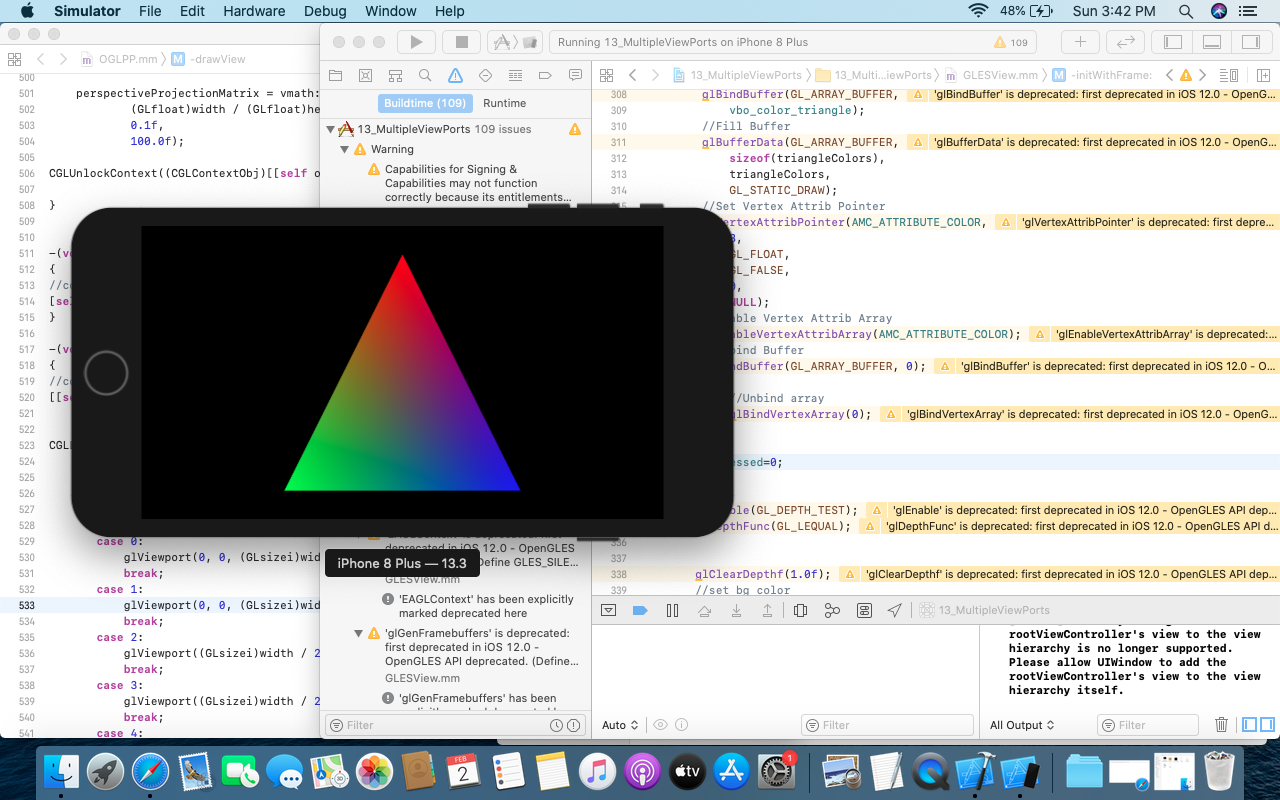 Simulator File Edit Hardware Debug Window Help 48% Sun 3:42 PM
OGLPP.mm -drawView
500
501 perspectiveProjectionMatrix = vmath:
502 (GLfloat)width / (GLfloat)he
503 0.1f,
504 100.0f);
505
506 CGLUnlockContext((CGLContextObj)[[self o
507
508 }
509
510
511 -(v
512 {
513 //c
514 [se
515 }
516
517 -(v
518 {
519 //c
520 [[s
521
522
523 CGL
524
525
526
527
528
529 case 0:
530 glViewport(0, 0, (GLsizei)wid
531 break;
532 case 1:
533 glViewport(0, 0, (GLsizei)wid
534 break;
535 case 2:
536 glViewport((GLsizei)width / 2
537 break;
538 case 3:
539 glViewport((GLsizei)width / 2
540 break;
541 case 4:
Running 13_MultipleViewPorts on iPhone 8 Plus 109
Buildtime (109) Runtime
13_MultipleViewPorts 109 issues
Warning
Capabilities for Signing &
Capabilities may not function
correctly because its entitlements...
deprecated in iOS 12.0 - OpenGLES
Define GLES_SILE...
GLESView.mm
'EAGLContext' has been explicitly
marked deprecated here
'glGenFramebuffers' is deprecated:
first deprecated in iOS 12.0 -
OpenGLES API deprecated. (Define...
GLESView.mm
'glGenFramebuffers' has been
Filter
iPhone 8 Plus — 13.3
13_MultipleViewPorts 13_Multi...iewPorts GLESView.mm -initWithFrame:
308 glBindBuffer(GL_ARRAY_BUFFER, 'glBindBuffer' is deprecated: first deprecated in iOS 12.0 - OpenG...
309 vbo_color_triangle);
310 //Fill Buffer
311 glBufferData(GL_ARRAY_BUFFER, 'glBufferData' is deprecated: first deprecated in iOS 12.0 - OpenG...
312 sizeof(triangleColors),
313 triangleColors,
314 GL_STATIC_DRAW);
//Set Vertex Attrib Pointer
ertexAttribPointer(AMC_ATTRIBUTE_COLOR, 'glVertexAttribPointer' is deprecated: first depre...
L_FLOAT,
L_FALSE,
ULL);
able Vertex Attrib Array
ableVertexAttribArray(AMC_ATTRIBUTE_COLOR); 'glEnableVertexAttribArray' is deprecated:...
bind Buffer
ndBuffer(GL_ARRAY_BUFFER, 0); 'glBindBuffer' is deprecated: first deprecated in iOS 12.0 - O...
//Unbind array
glBindVertexArray(0); 'glBindVertexArray' is deprecated: first deprecated in iOS 12.0 - OpenG...
ssed=0;
ble(GL_DEPTH_TEST); 'glEnable' is deprecated: first deprecated in iOS 12.0 - OpenGLES API dep...
epthFunc(GL_LEQUAL); 'glDepthFunc' is deprecated: first deprecated in iOS 12.0 - OpenGLES API d...
336
337
338 glClearDepthf(1.0f); 'glClearDepthf' is deprecated: first deprecated in iOS 12.0 - OpenGLES API dep...
339 //set bg color
13_MultipleViewPorts
rootViewController's view to the view
hierarchy is no longer supported.
Please allow UIWindow to add the
rootViewController's view to the view
hierarchy itself.
Auto Filter All Output Filter
FEB
2
tv
1